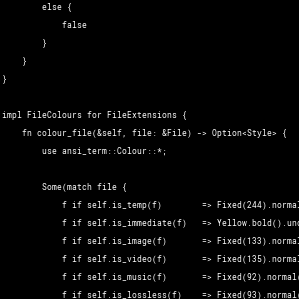 else {
false
}
}
}
impl FileColours for FileExtensions {
fn colour_file(&self, file: &File) -> Option<Style> {
use ansi_term::Colour::*;
Some(match file {
f if self.is_temp(f) => Fixed(244).normal
f if self.is_immediate(f) => Yellow.bold().un
f if self.is_image(f) => Fixed(133).normal
f if self.is_video(f) => Fixed(135).normal
f if self.is_music(f) => Fixed(92).normal
f if self.is_lossless(f) => Fixed(93).normal